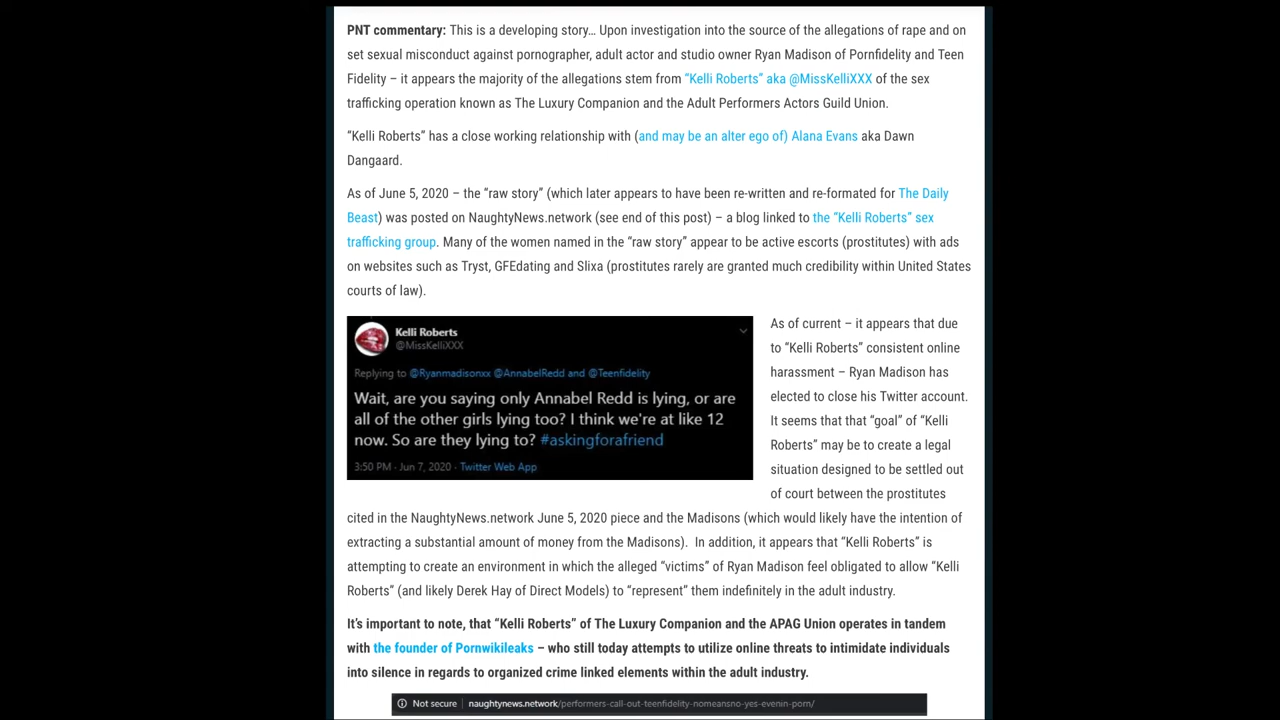 PNT commentary: This is a developing story… Upon investigation into the source of the allegations of rape and on
set sexual misconduct against pornographer, adult actor and studio owner Ryan Madison of Pornfidelity and Teen
Fidelity – it appears the majority of the allegations stem from “Kelli Roberts” aka @MissKelliXXX of the sex
trafficking operation known as The Luxury Companion and the Adult Performers Actors Guild Union.
“Kelli Roberts” has a close working relationship with (and may be an alter ego of) Alana Evans aka Dawn
Dangaard.
As of June 5, 2020 – the “raw story” (which later appears to have been re-written and re-formated for The Daily
Beast) was posted on NaughtyNews.network (see end of this post) – a blog linked to the “Kelli Roberts” sex
trafficking group. Many of the women named in the “raw story” appear to be active escorts (prostitutes) with ads
on websites such as Tryst, GFEdating and Slixa (prostitutes rarely are granted much credibility within United States
courts of law).
Kelli Roberts
@MissKelliXXX
Replying to @Ryanmadisonxx @AnnabelRedd and @Teenfidelity
Wait, are you saying only Annabel Redd is lying, or are
all of the other girls lying too? I think we're at like 12
now. So are they lying to? #askingforafriend
3:50 PM · Jun 7, 2020 · Twitter Web App
As of current – it appears that due
to “Kelli Roberts” consistent online
harassment – Ryan Madison has
elected to close his Twitter account.
It seems that that “goal” of “Kelli
Roberts” may be to create a legal
situation designed to be settled out
of court between the prostitutes
cited in the NaughtyNews.network June 5, 2020 piece and the Madisons (which would likely have the intention of
extracting a substantial amount of money from the Madisons). In addition, it appears that “Kelli Roberts” is
attempting to create an environment in which the alleged “victims” of Ryan Madison feel obligated to allow “Kelli
Roberts” (and likely Derek Hay of Direct Models) to “represent” them indefinitely in the adult industry.
It’s important to note, that “Kelli Roberts” of The Luxury Companion and the APAG Union operates in tandem
with the founder of Pornwikileaks – who still today attempts to utilize online threats to intimidate individuals
into silence in regards to organized crime linked elements within the adult industry.
Not secure | naughtynews.network/performers-call-out-teenfidelity-nomeansno-yes-evenin-porn/